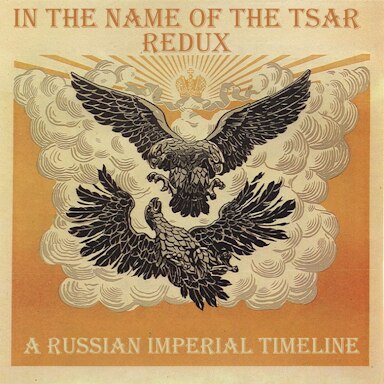 IN THE NAME OF THE TSAR
REDUX
A RUSSIAN IMPERIAL TIMELINE